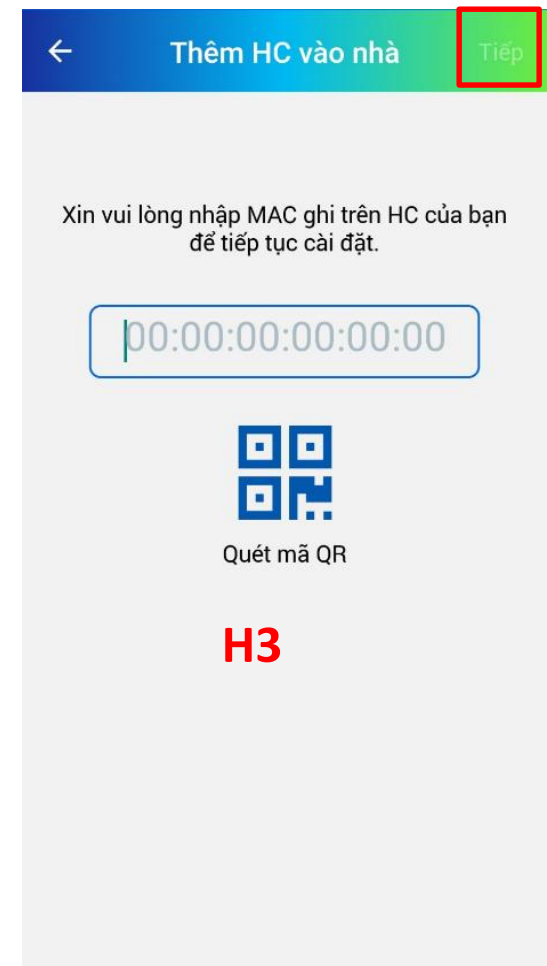 Thêm HC vào nhà Tiếp
Xin vui lòng nhập MAC ghi trên HC của bạn
để tiếp tục cài đặt.
00:00:00:00:00:00
Quét mã QR
H3